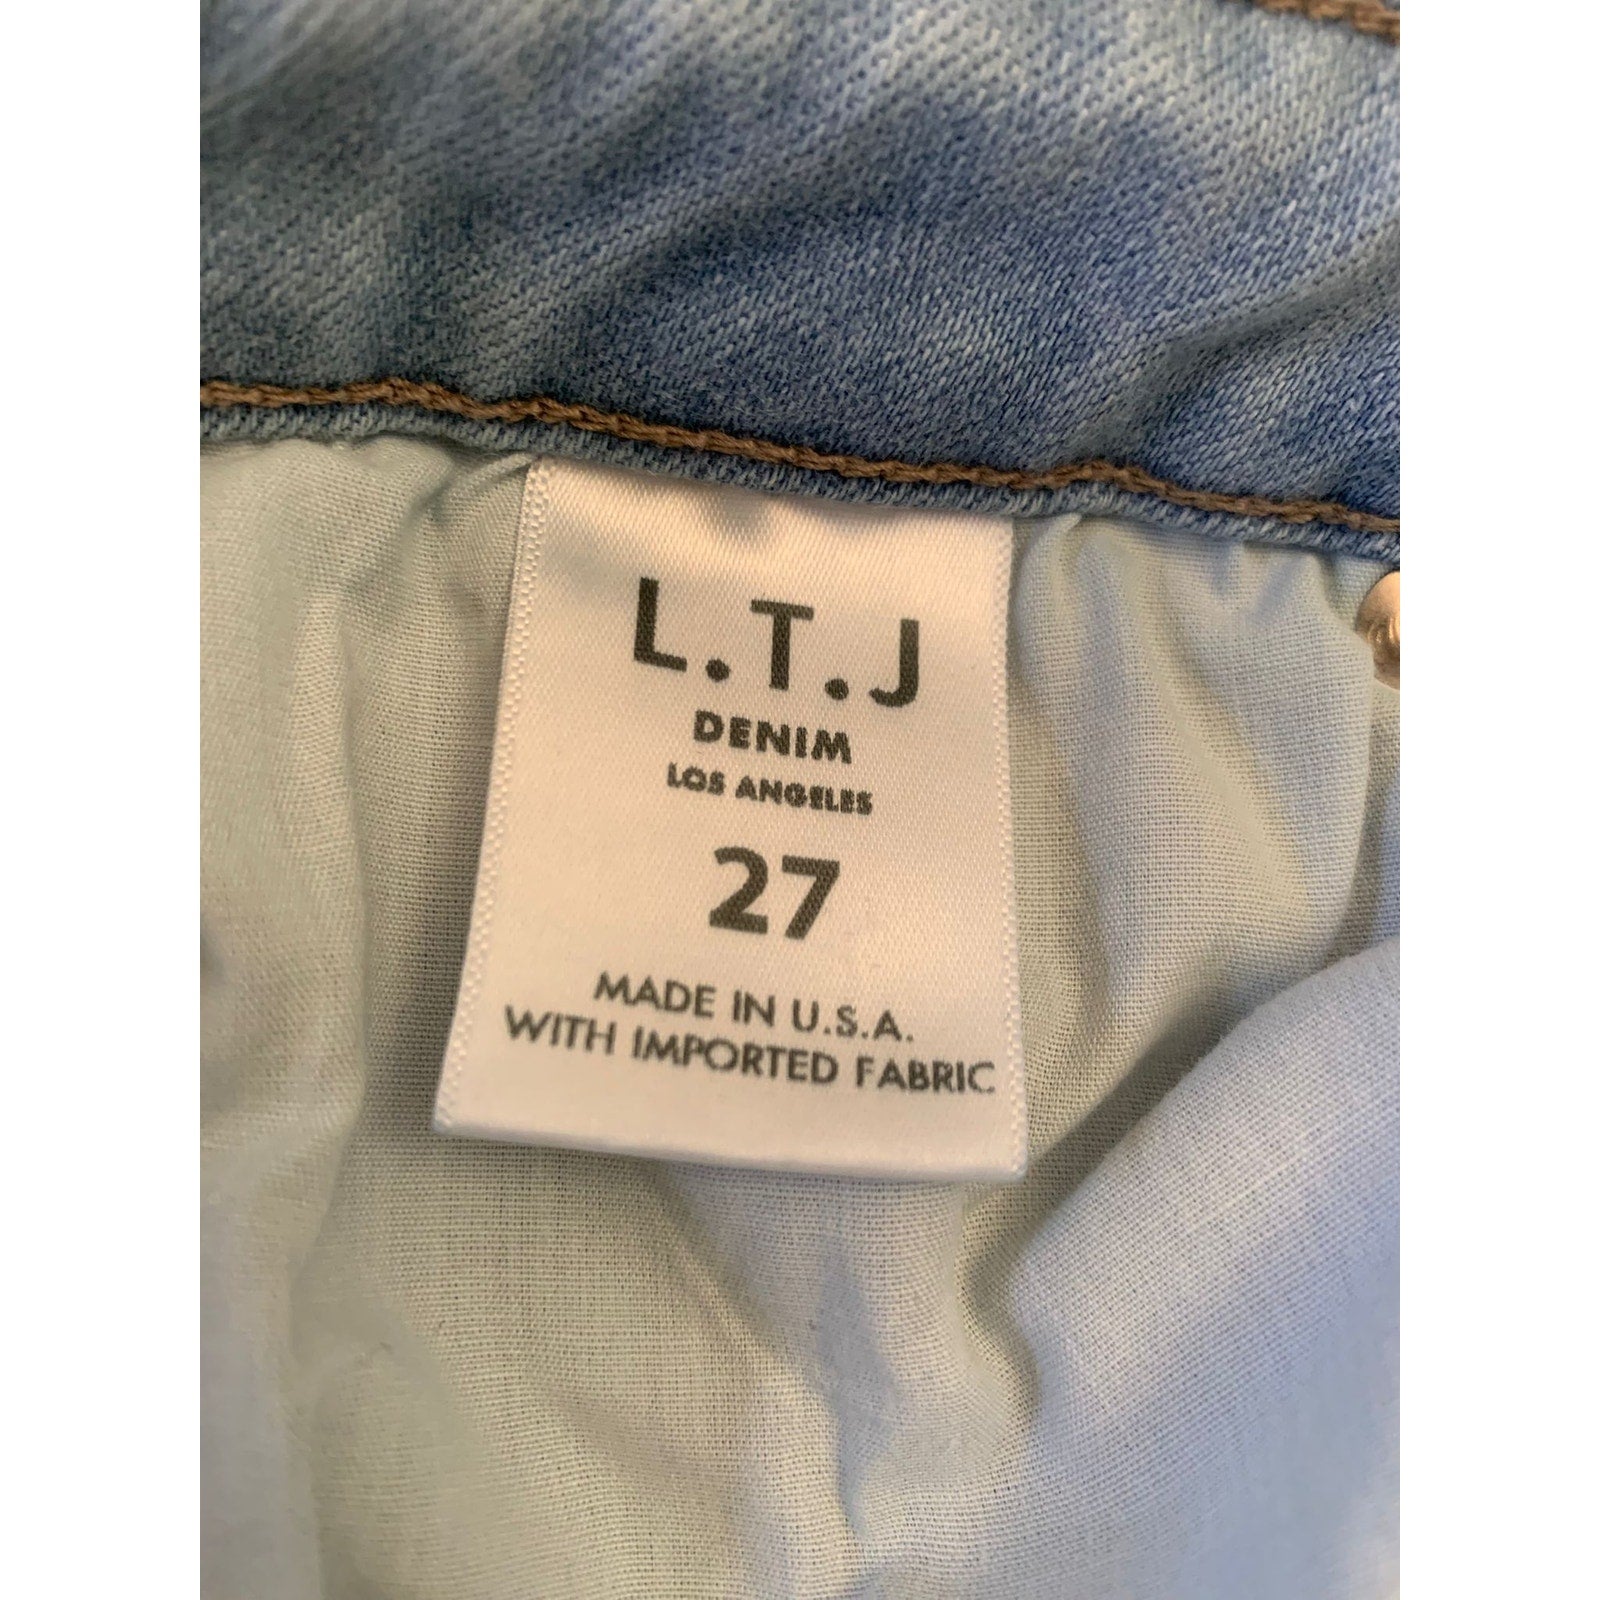 L.T.J
DENIM
LOS ANGELES
27
MADE IN U.S.A.
WITH IMPORTED FABRIC